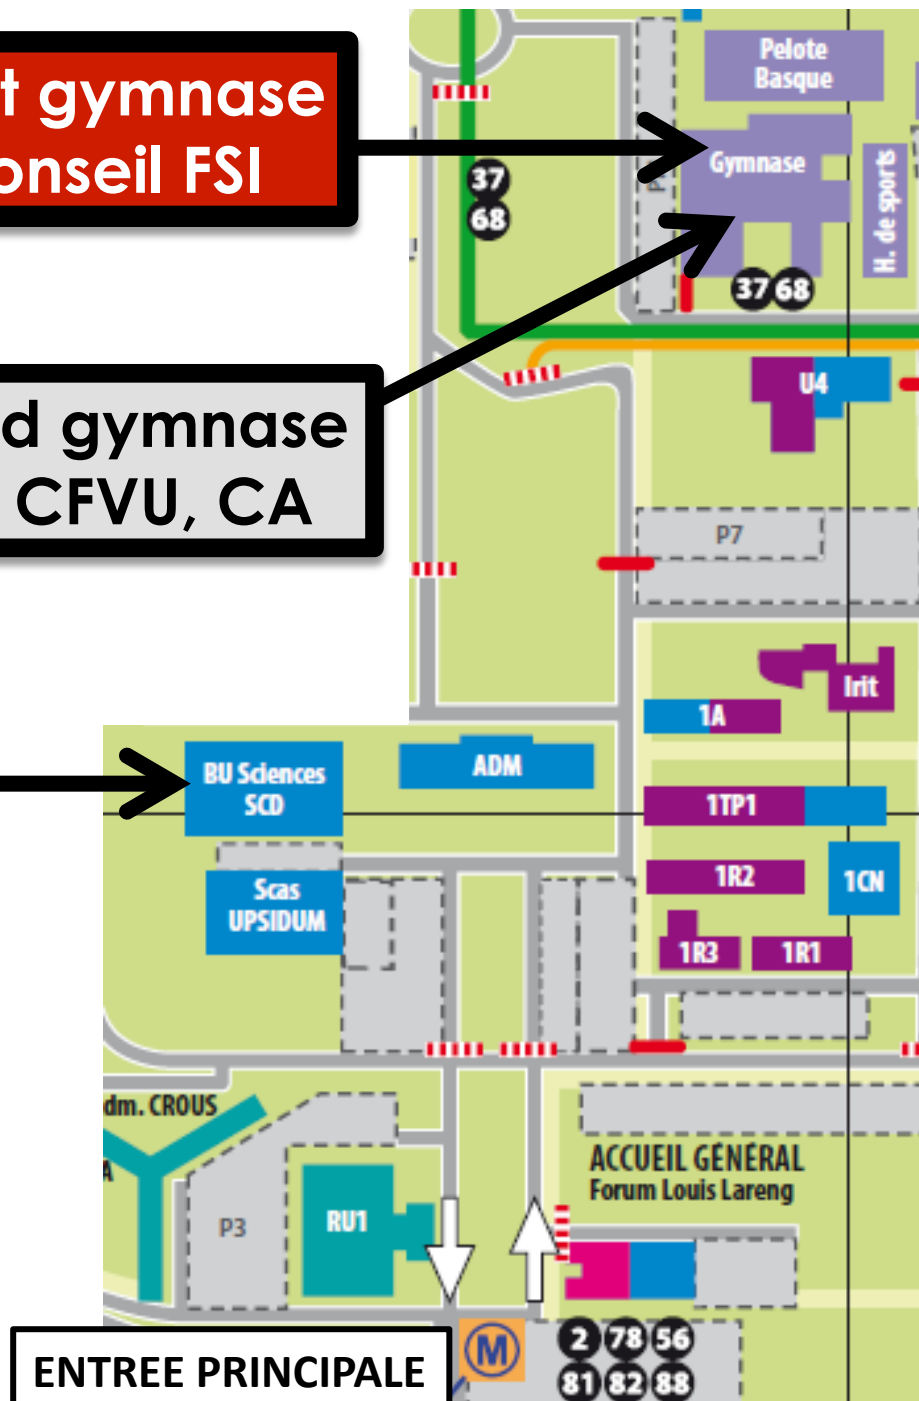 t gymnase
onseil FSI
d gymnase
CFVU, CA
Pelote
Basque
Gymnase
H. de sports
37
68
37 68
U4
P7
Irit
1A
BU Sciences
SCD
ADM
1TP1
1R2
1CN
Scas
UPSIDUM
1R3
1R1
dm. CROUS
A
ACCUEIL GÉNÉRAL
Forum Louis Lareng
P3
RU1
ENTREE PRINCIPALE
M
2 78 56
81 82 88